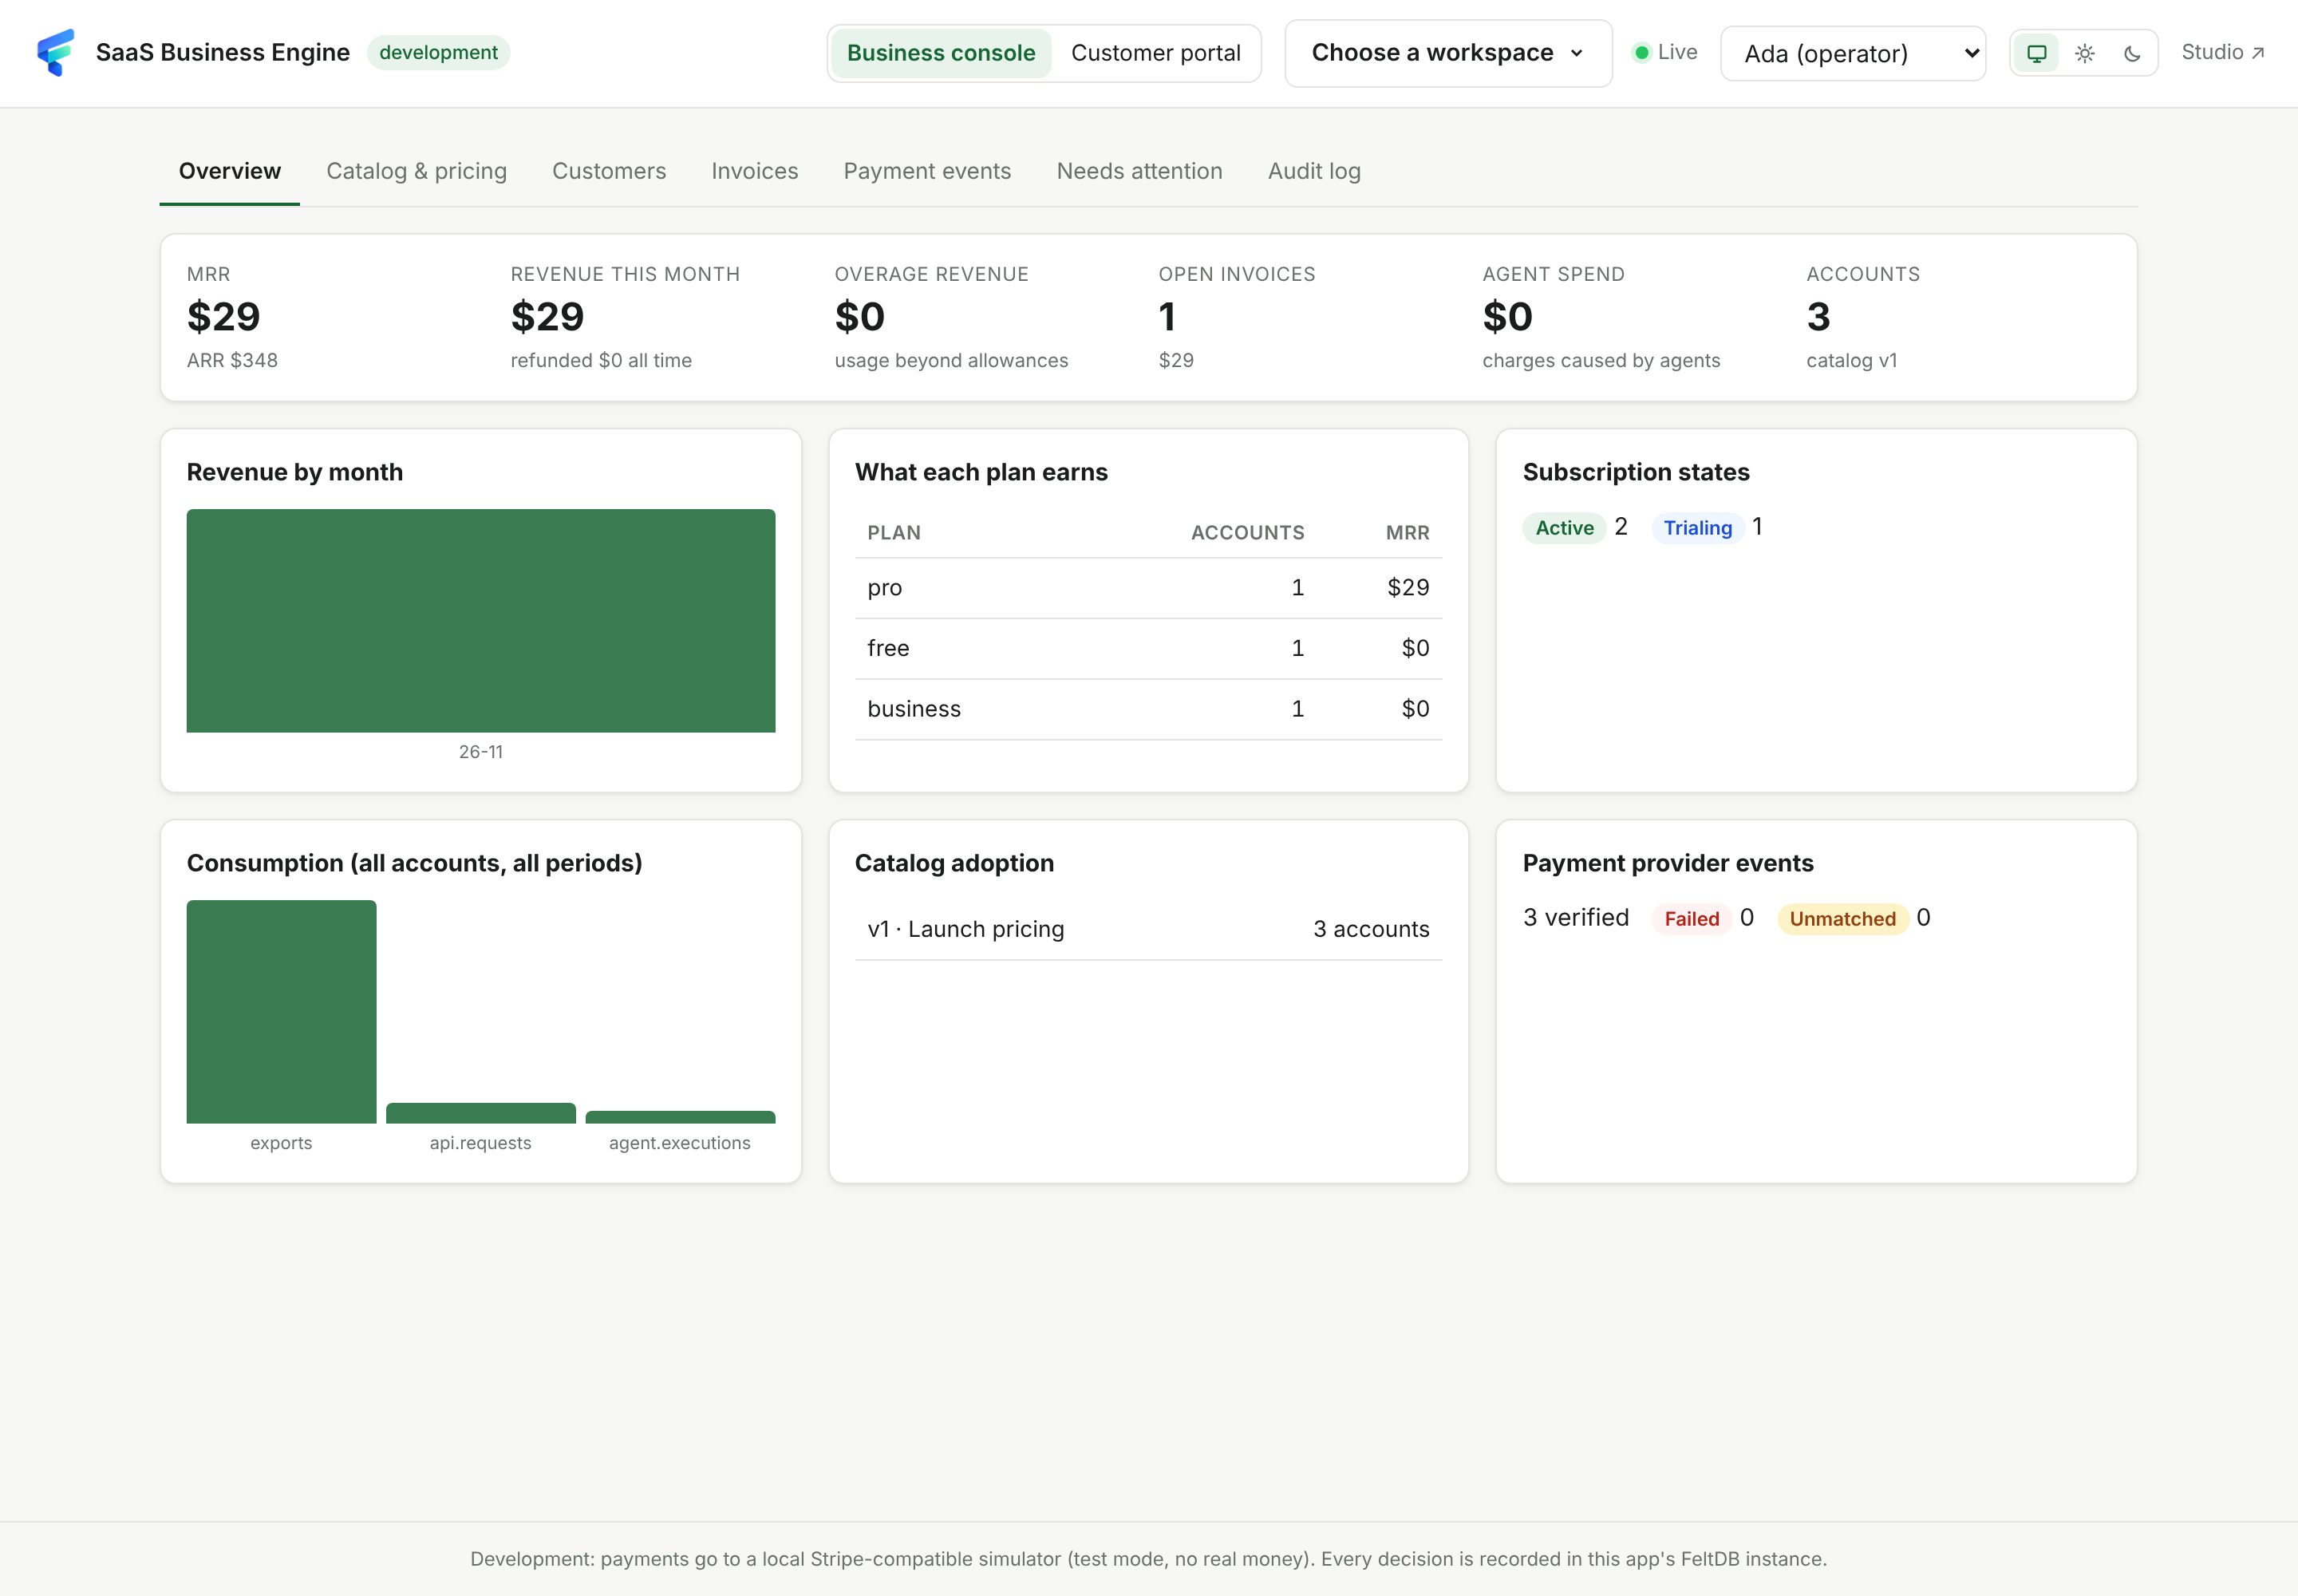 SaaS Business Engine development
Business console Customer portal Choose a workspace Live Ada (operator) Studio ↗
Overview Catalog & pricing Customers Invoices Payment events Needs attention Audit log
MRR
$29
ARR $348
REVENUE THIS MONTH
$29
refunded $0 all time
OVERAGE REVENUE
$0
usage beyond allowances
OPEN INVOICES
1
$29
AGENT SPEND
$0
charges caused by agents
ACCOUNTS
3
catalog v1
Revenue by month
26-11
What each plan earns
PLAN ACCOUNTS MRR
pro 1 $29
free 1 $0
business 1 $0
Subscription states
Active 2 Trialing 1
Consumption (all accounts, all periods)
exports api.requests agent.executions
Catalog adoption
v1 · Launch pricing 3 accounts
Payment provider events
3 verified Failed 0 Unmatched 0
Development: payments go to a local Stripe-compatible simulator (test mode, no real money). Every decision is recorded in this app's FeltDB instance.